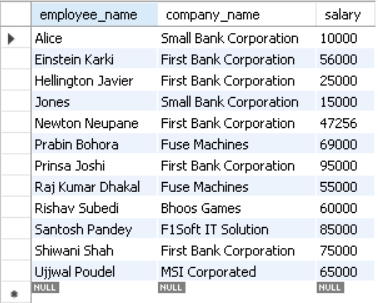 employee_name company_name salary
Alice Small Bank Corporation 10000
Einstein Karki First Bank Corporation 56000
Hellington Javier First Bank Corporation 25000
Jones Small Bank Corporation 15000
Newton Neupane First Bank Corporation 47256
Prabin Bohora Fuse Machines 69000
Prinsa Joshi First Bank Corporation 95000
Raj Kumar Dhakal Fuse Machines 55000
Rishav Subedi Bhoos Games 60000
Santosh Pandey F1Soft IT Solution 85000
Shiwani Shah First Bank Corporation 75000
Ujjwal Poudel MSI Corporated 65000
NULL NULL NULL